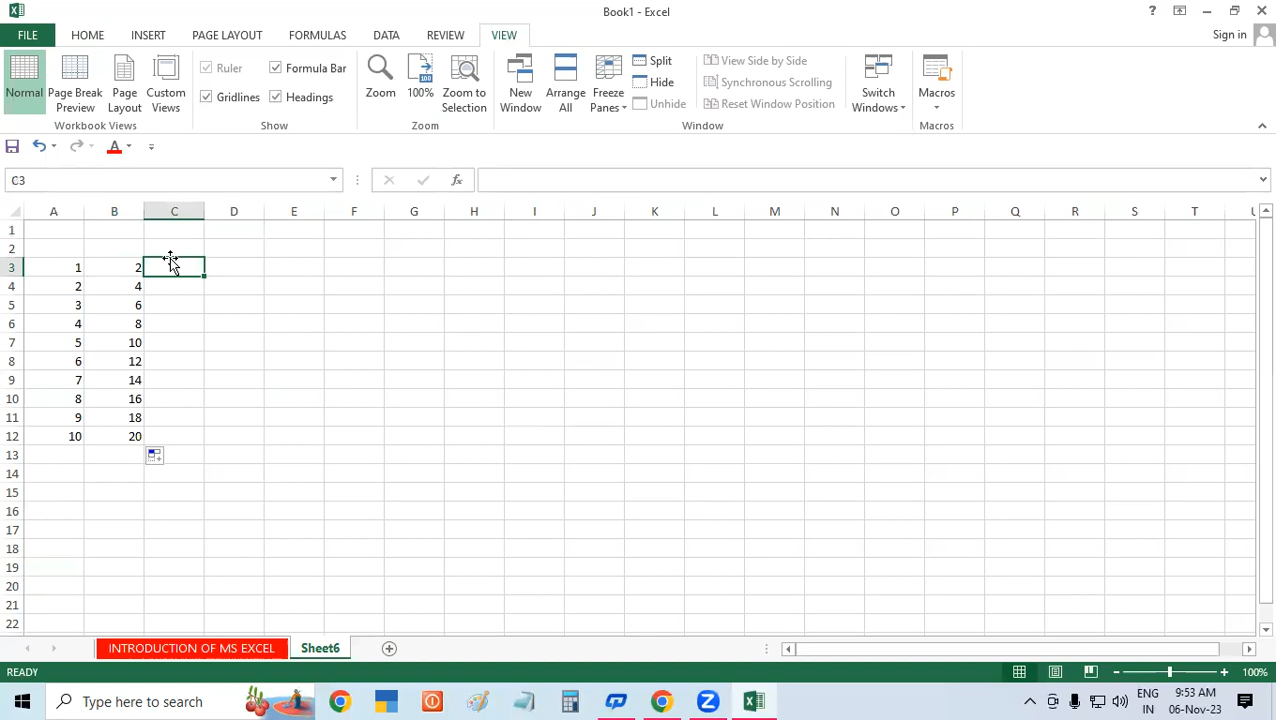 Book1 - Excel
?
FILE HOME INSERT PAGE LAYOUT FORMULAS DATA REVIEW VIEW Sign in
Normal
Page Break Preview
Page Layout
Custom Views
Workbook Views
Ruler
Formula Bar
Gridlines
Headings
Show
Zoom
100
100%
Zoom to Selection
Zoom
New Window
Arrange All
Freeze Panes
Split
Hide
Unhide
View Side by Side
Synchronous Scrolling
Reset Window Position
Window
Switch Windows
Macros
Macros
A
C3
fx
A B C D E F G H I J K L M N O P Q R S T U
1
2
3 1 2
4 2 4
5 3 6
6 4 8
7 5 10
8 6 12
9 7 14
10 8 16
11 9 18
12 10 20
13
14
15
16
17
18
19
20
21
22
INTRODUCTION OF MS EXCEL Sheet6
READY
100%
Type here to search
ENG
IN
9:53 AM
06-Nov-23